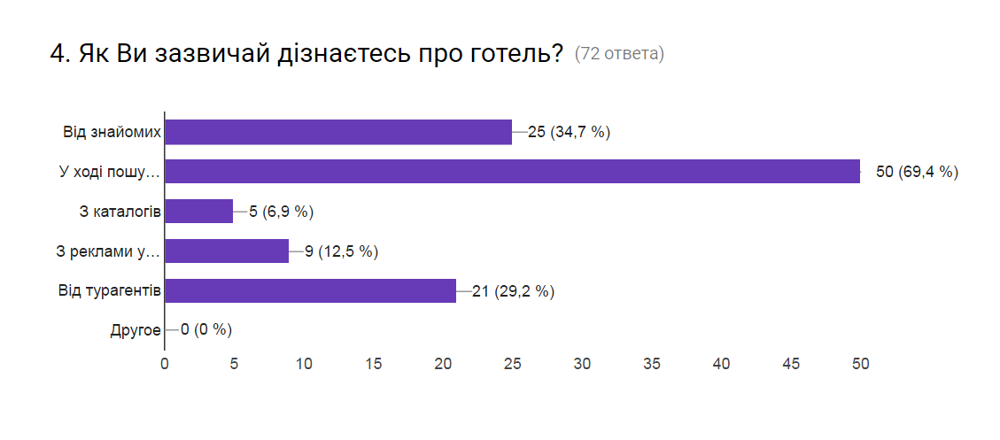 4. Як Ви зазвичай дізнаєтесь про готель? (72 ответа)
Від знайомих 25 (34,7 %)
У ході пошу… 50 (69,4 %)
З каталогів 5 (6,9 %)
З реклами у… 9 (12,5 %)
Від турагентів 21 (29,2 %)
Другое 0 (0 %)
0 5 10 15 20 25 30 35 40 45 50